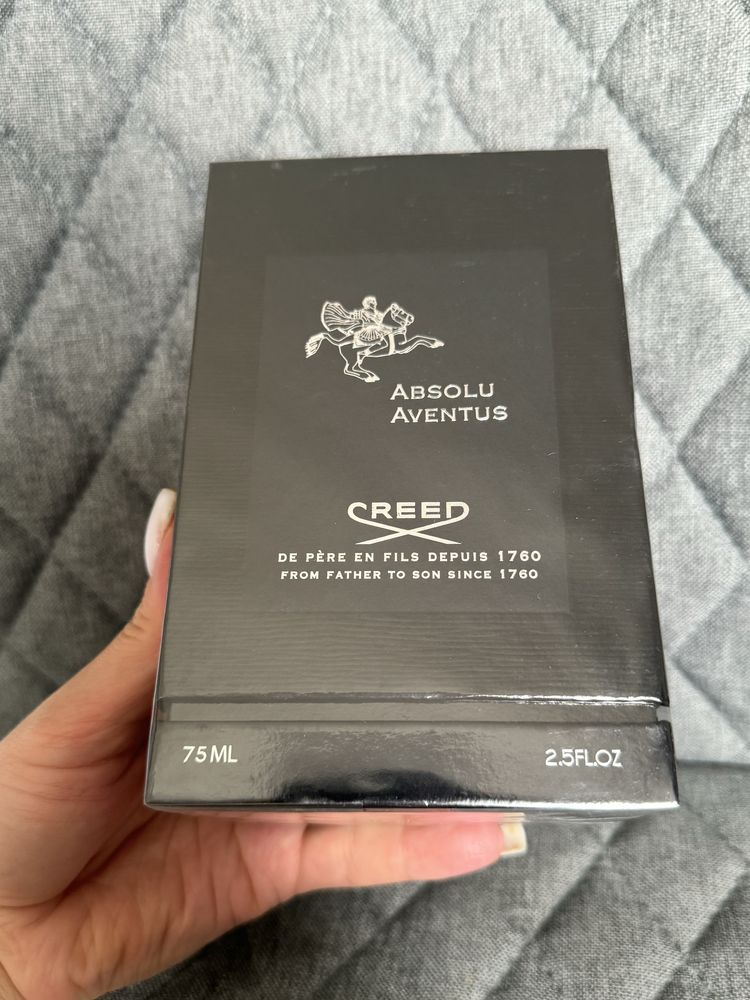 ABSOLU
AVENTUS
CREED
DE PÈRE EN FILS DEPUIS 1760
FROM FATHER TO SON SINCE 1760
75ML 2.5FL.OZ